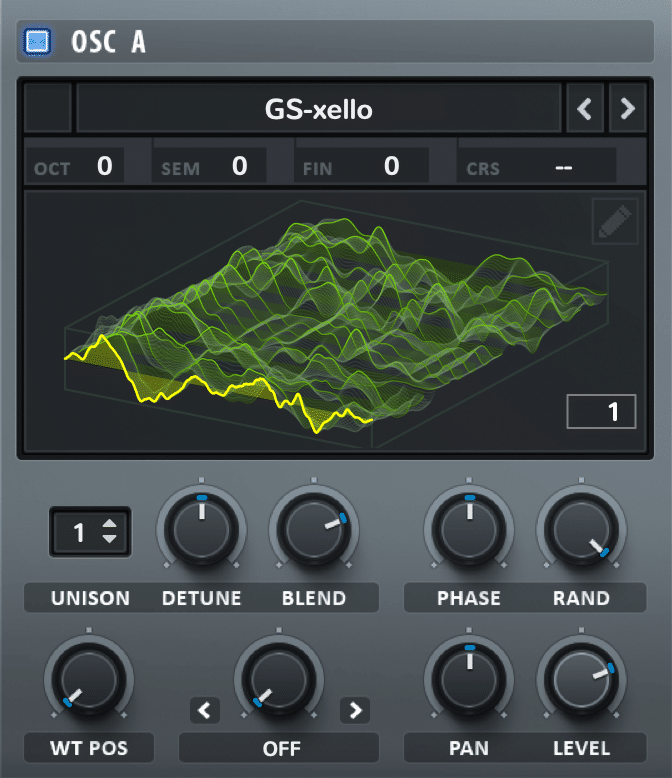 OSC A
GS-xello
OCT 0 SEM 0 FIN 0 CRS --
1
1
UNISON DETUNE BLEND PHASE RAND
WT POS OFF PAN LEVEL